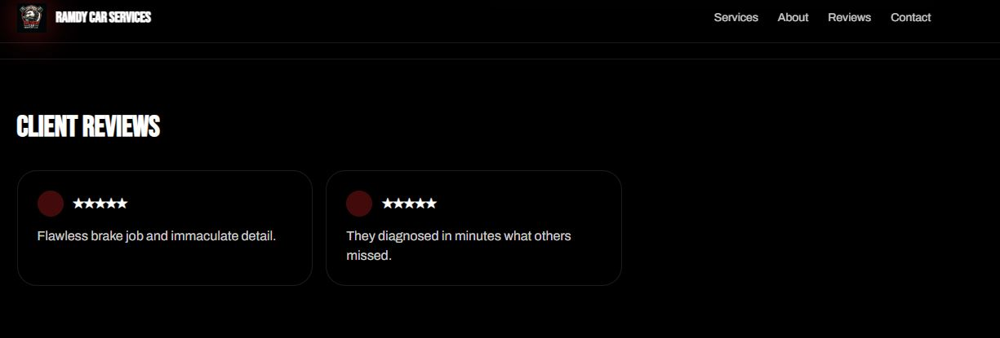 RAMDY CAR SERVICES
Services About Reviews Contact
CLIENT REVIEWS
★★★★★
Flawless brake job and immaculate detail.
★★★★★
They diagnosed in minutes what others
missed.